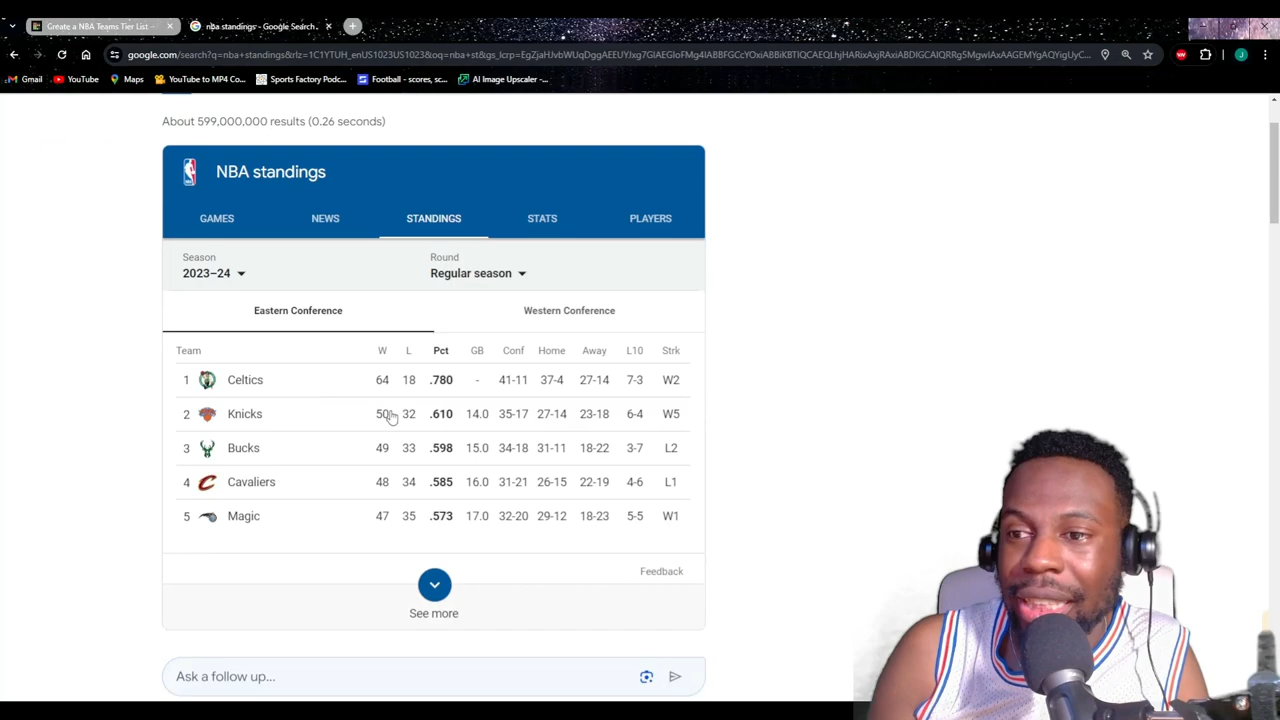 Create a NBA Teams Tier List -
nba standings - Google Search
google.com/search?q=nba+standings&rlz=1C1YTUH_enUS1023US1023&oq=nba+st&gs_lcrp=
Gmail YouTube Maps YouTube to MP4 Co... Sports Factory Podc... Football - scores, sc... AI Image Upscaler -...
About 599,000,000 results (0.26 seconds)
NBA standings
GAMES NEWS STANDINGS STATS PLAYERS
Season Round
2023–24 Regular season
Eastern Conference Western Conference
Team W L Pct GB Conf Home Away L10 Strk
1 Celtics 64 18 .780 - 41-11 37-4 27-14 7-3 W2
2 Knicks 50 32 .610 14.0 35-17 27-14 23-18 6-4 W5
3 Bucks 49 33 .598 15.0 34-18 31-11 18-22 3-7 L2
4 Cavaliers 48 34 .585 16.0 31-21 26-15 22-19 4-6 L1
5 Magic 47 35 .573 17.0 32-20 29-12 18-23 5-5 W1
Feedback
See more
Ask a follow up...